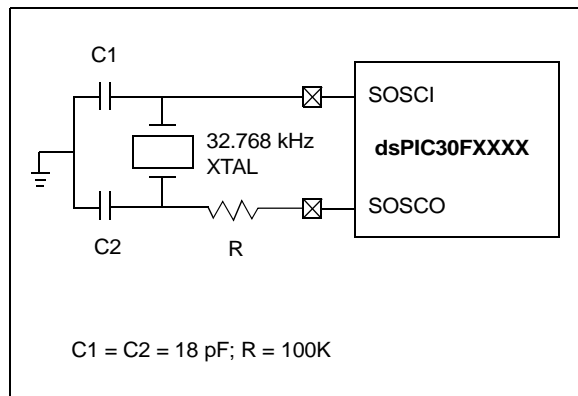 C1
SOSCI
32.768 kHz
XTAL
dsPIC30FXXXX
SOSCO
C2
R
C1 = C2 = 18 pF; R = 100K